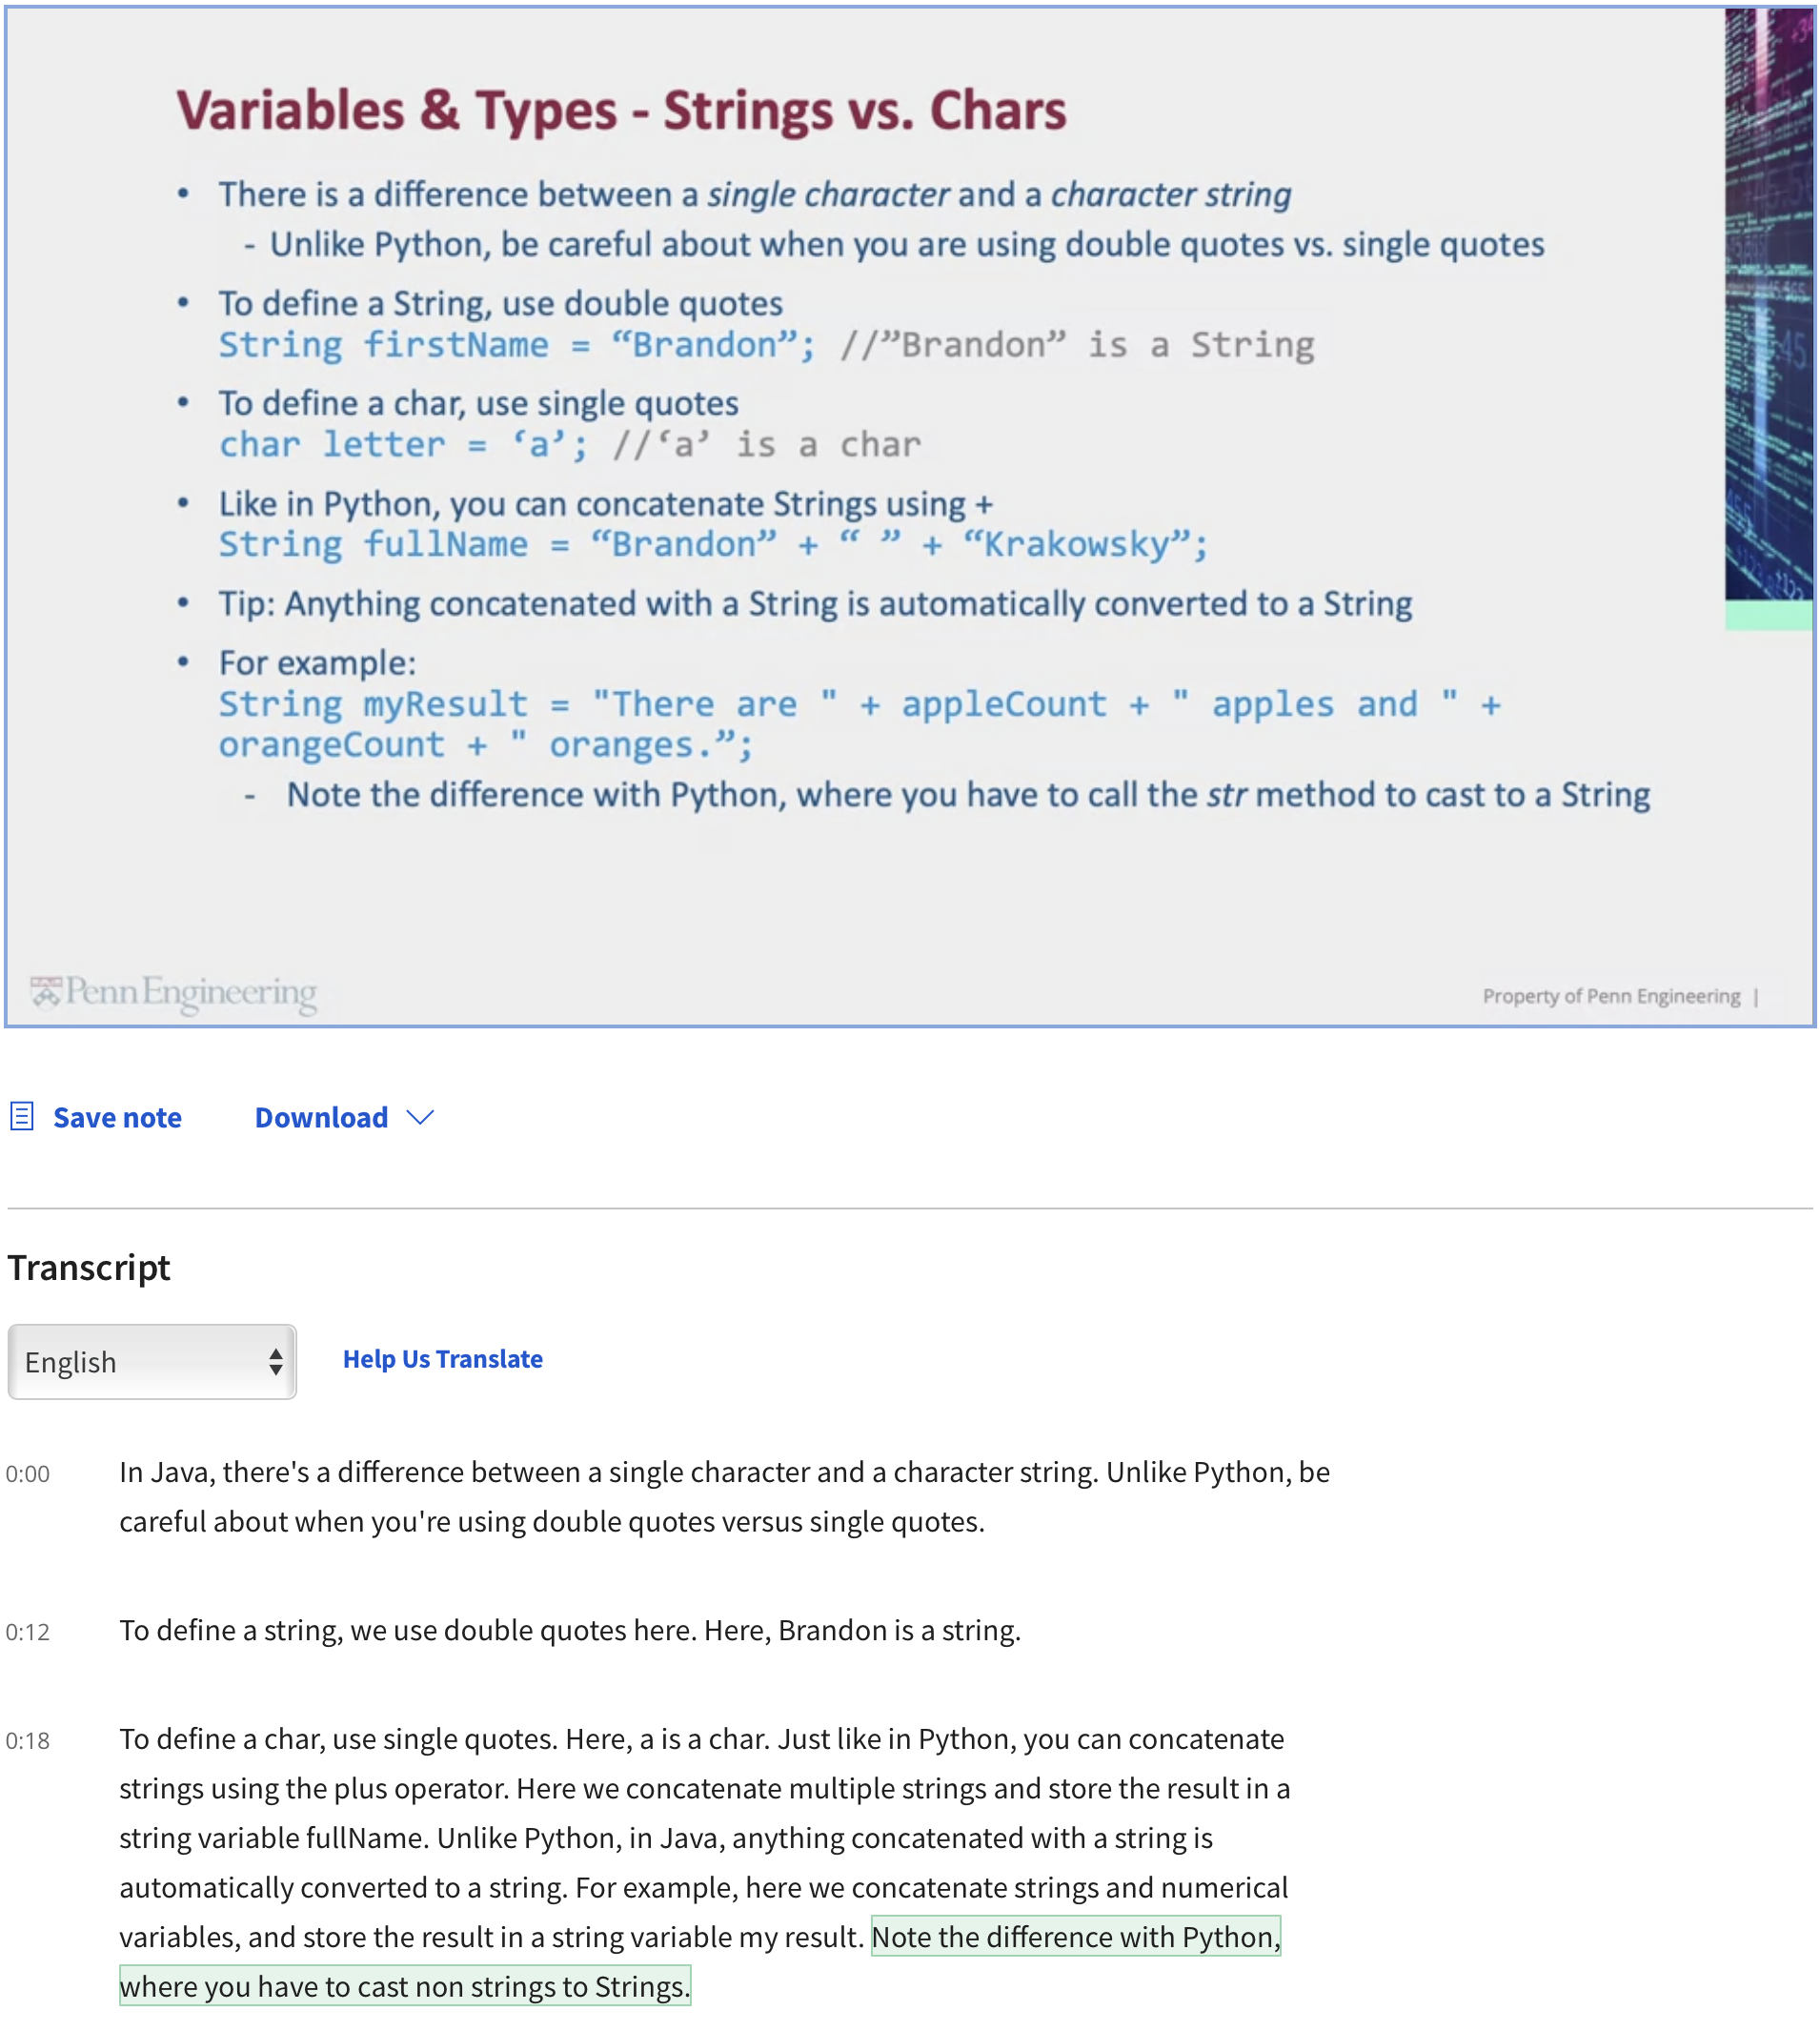 Variables & Types - Strings vs. Chars
• There is a difference between a single character and a character string
- Unlike Python, be careful about when you are using double quotes vs. single quotes
• To define a String, use double quotes
String firstName = “Brandon”; //”Brandon” is a String
• To define a char, use single quotes
char letter = ‘a’; //‘a’ is a char
• Like in Python, you can concatenate Strings using +
String fullName = “Brandon” + “ ” + “Krakowsky”;
• Tip: Anything concatenated with a String is automatically converted to a String
• For example:
String myResult = "There are " + appleCount + " apples and " +
orangeCount + " oranges.”;
- Note the difference with Python, where you have to call the str method to cast to a String
Penn Engineering
Property of Penn Engineering |
Save note
Download
Transcript
English
Help Us Translate
0:00
In Java, there's a difference between a single character and a character string. Unlike Python, be
careful about when you're using double quotes versus single quotes.
0:12
To define a string, we use double quotes here. Here, Brandon is a string.
0:18
To define a char, use single quotes. Here, a is a char. Just like in Python, you can concatenate
strings using the plus operator. Here we concatenate multiple strings and store the result in a
string variable fullName. Unlike Python, in Java, anything concatenated with a string is
automatically converted to a string. For example, here we concatenate strings and numerical
variables, and store the result in a string variable my result. Note the difference with Python,
where you have to cast non strings to Strings.